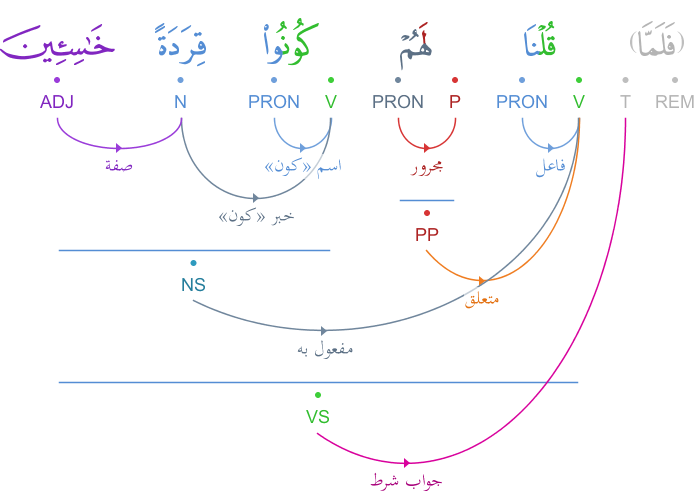 (فَلَمَّا) قُلْنَا لَهُمْ كُونُوا۟ قِرَدَةً خَـٰسِـِٔينَ
REM T V PRON P PRON V PRON N ADJ
فاعل مجرور اسم «كون» صفة
خبر «كون»
PP
NS
متعلق
مفعول به
VS
جواب شرط